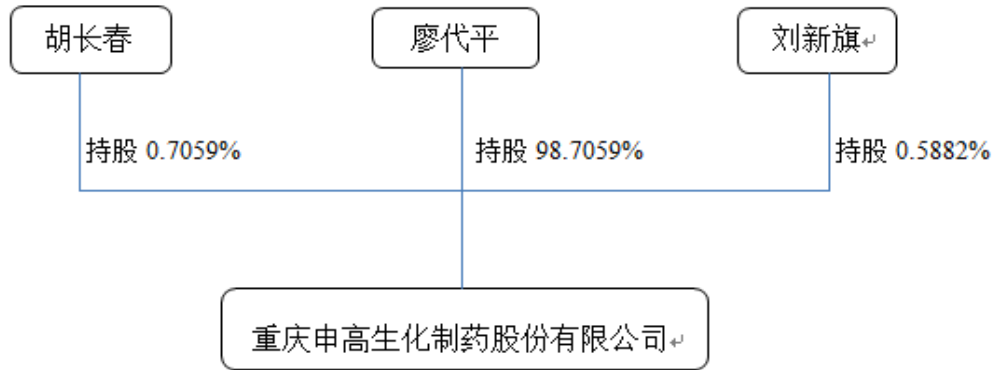 胡长春
廖代平
刘新旗
持股 0.7059%
持股 98.7059%
持股 0.5882%
重庆申高生化制药股份有限公司